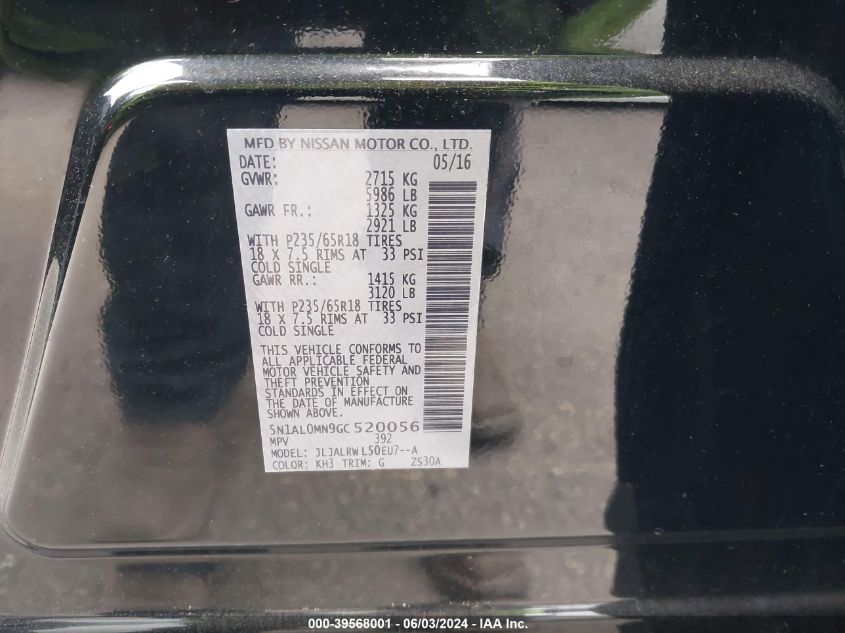 MFD BY NISSAN MOTOR CO., LTD.
DATE: 05/16
GVWR: 2715 KG
5986 LB
GAWR FR.: 1325 KG
2921 LB
WITH P235/65R18 TIRES
18 X 7.5 RIMS AT 33 PSI
COLD SINGLE
GAWR RR.: 1415 KG
3120 LB
WITH P235/65R18 TIRES
18 X 7.5 RIMS AT 33 PSI
COLD SINGLE
THIS VEHICLE CONFORMS TO
ALL APPLICABLE FEDERAL
MOTOR VEHICLE SAFETY AND
THEFT PREVENTION
STANDARDS IN EFFECT ON
THE DATE OF MANUFACTURE
SHOWN ABOVE.
5N1AL0MN9GC520056
MPV 392
MODEL: JLJALRWL50EU7--A
COLOR: KH3 TRIM: G ZS30A
000-39568001 - 06/03/2024 - IAA Inc.